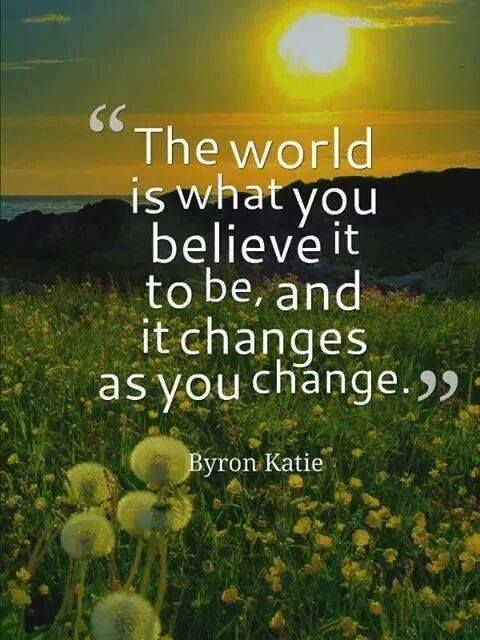 “The world
is what you
believe it
to be, and
it changes
as you change.”
Byron Katie